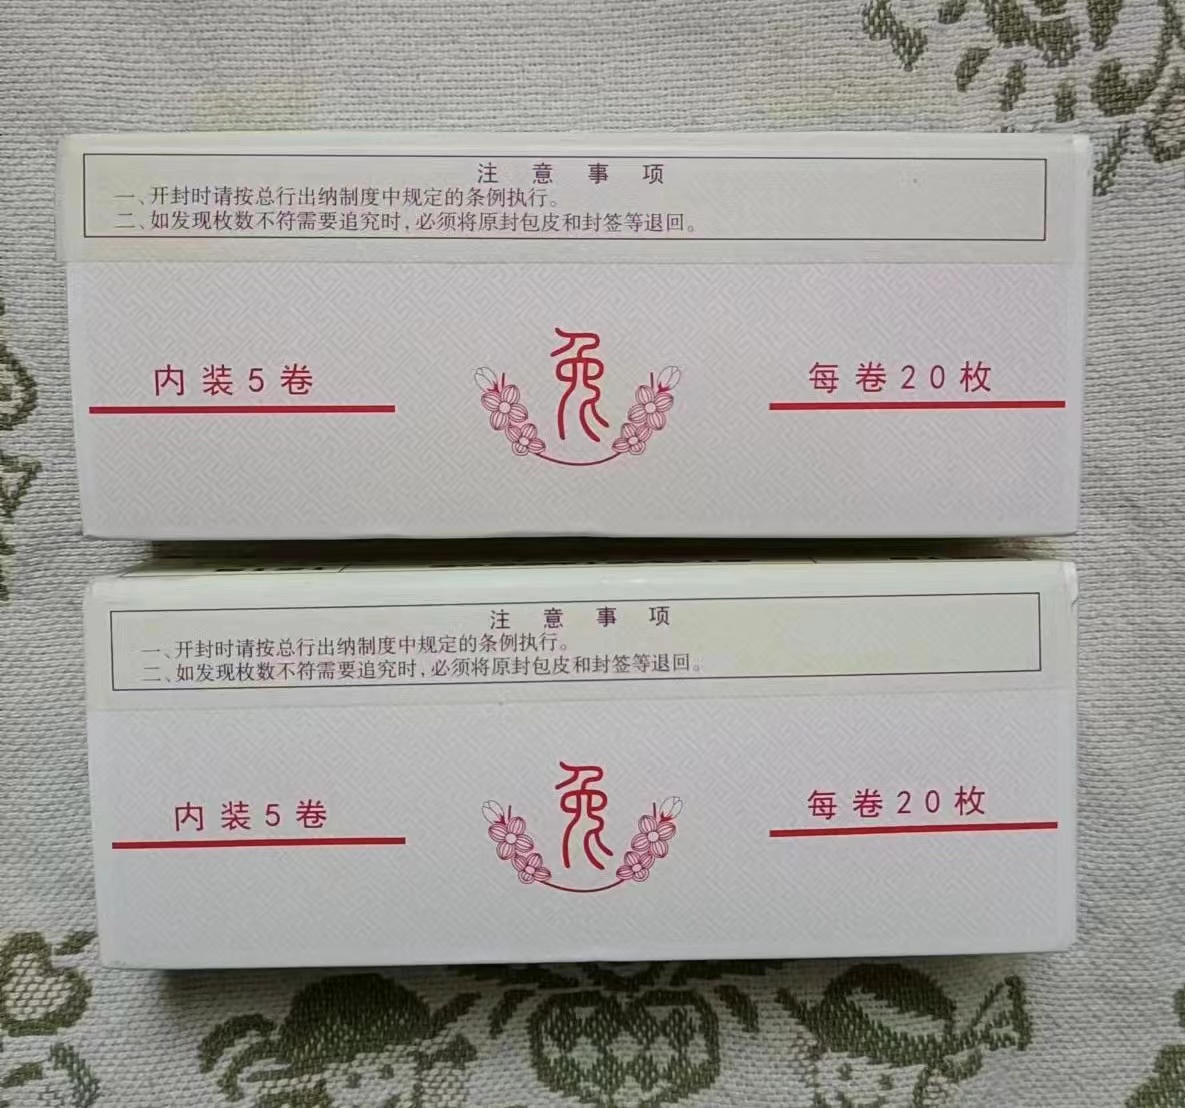 注意事项
一、开封时请按总行出纳制度中规定的条例执行。
二、如发现枚数不符需要追究时,必须将原封包皮和封签等退回。
内装5卷
兔
每卷20枚
注意事项
一、开封时请按总行出纳制度中规定的条例执行。
二、如发现枚数不符需要追究时,必须将原封包皮和封签等退回。
内装5卷
兔
每卷20枚